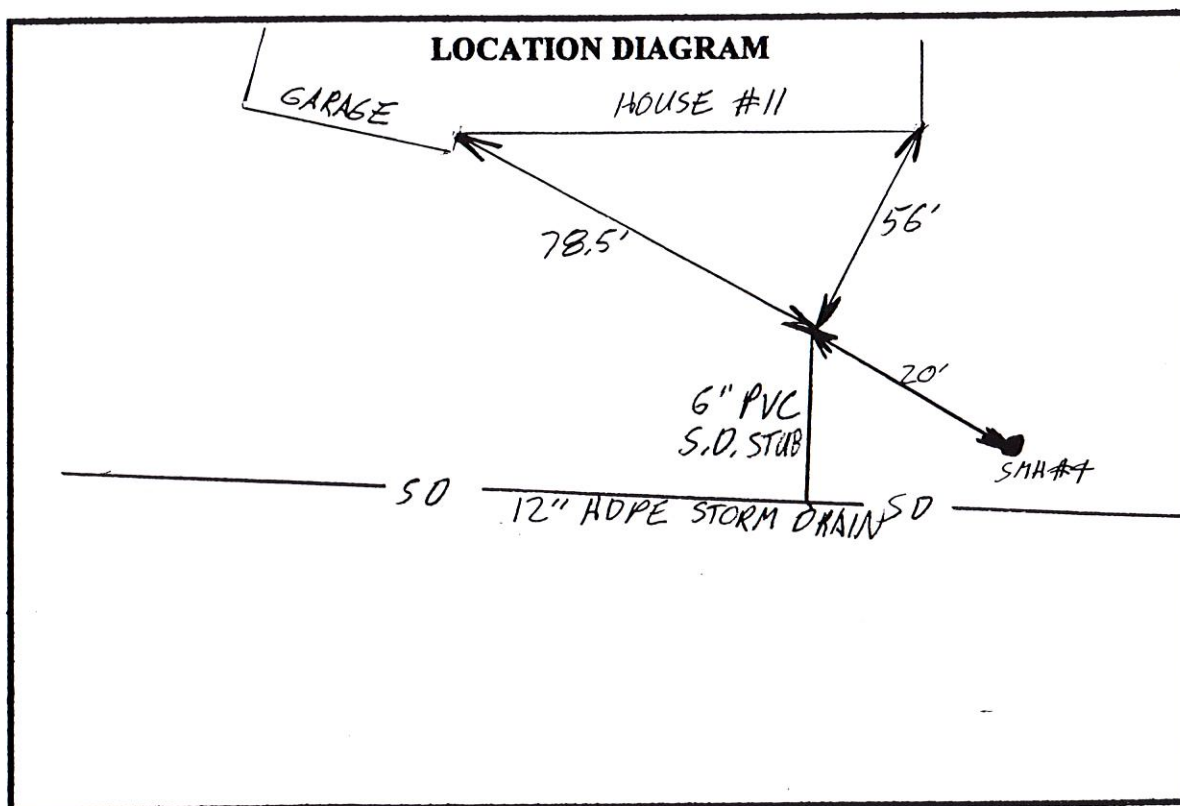 LOCATION DIAGRAM
GARAGE
HOUSE #11
78.5'
56'
20'
6" PVC
S.D. STUB
SMH#4
SD
12" HDPE STORM DRAIN
SD